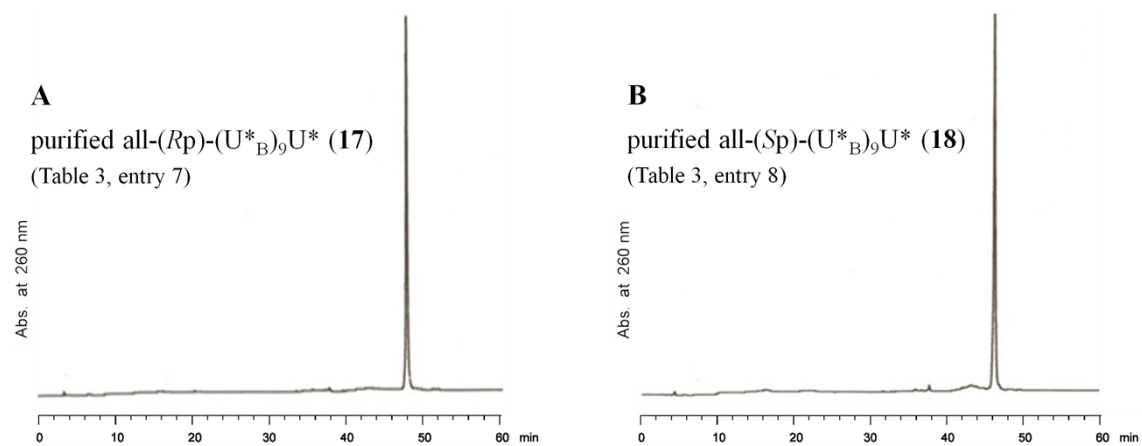 A
purified all-(Rp)-(U*B)9U* (17)
(Table 3, entry 7)
Abs. at 260 nm
0 10 20 30 40 50 60 min
B
purified all-(Sp)-(U*B)9U* (18)
(Table 3, entry 8)
Abs. at 260 nm
0 10 20 30 40 50 60 min